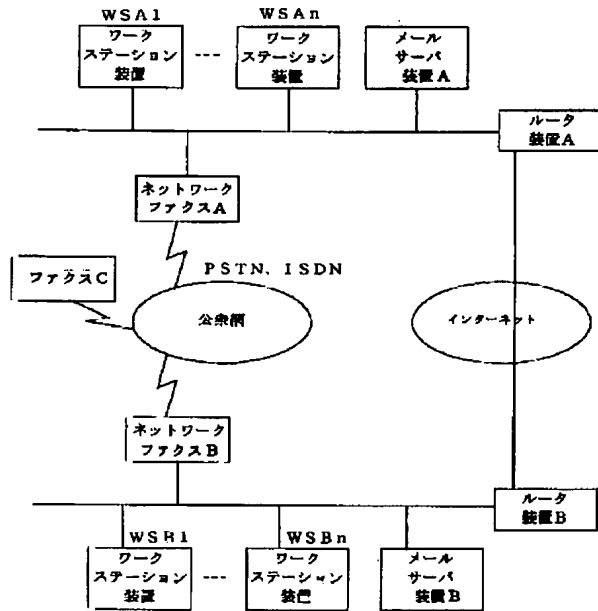 WSA1
WSAn
ワーク
ステーション
装置
---
ワーク
ステーション
装置
メール
サーバ
装置A
ルータ
装置A
ネットワーク
ファクスA
PSTN、ISDN
ファクスC
公衆網
インターネット
ネットワーク
ファクスB
ルータ
装置B
WSB1
WSBn
ワーク
ステーション
装置
---
ワーク
ステーション
装置
メール
サーバ
装置B